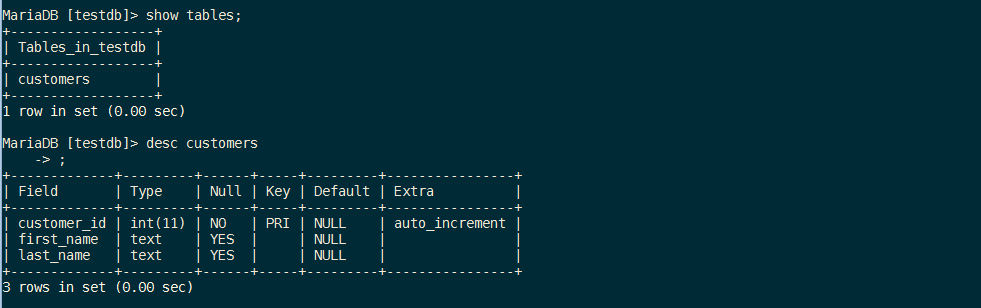 MariaDB [testdb]> show tables;
+------------------+
| Tables_in_testdb |
+------------------+
| customers        |
+------------------+
1 row in set (0.00 sec)
MariaDB [testdb]> desc customers
    -> ;
+-------------+---------+------+-----+---------+----------------+
| Field       | Type    | Null | Key | Default | Extra          |
+-------------+---------+------+-----+---------+----------------+
| customer_id | int(11) | NO   | PRI | NULL    | auto_increment |
| first_name  | text    | YES  |     | NULL    |                |
| last_name   | text    | YES  |     | NULL    |                |
+-------------+---------+------+-----+---------+----------------+
3 rows in set (0.00 sec)